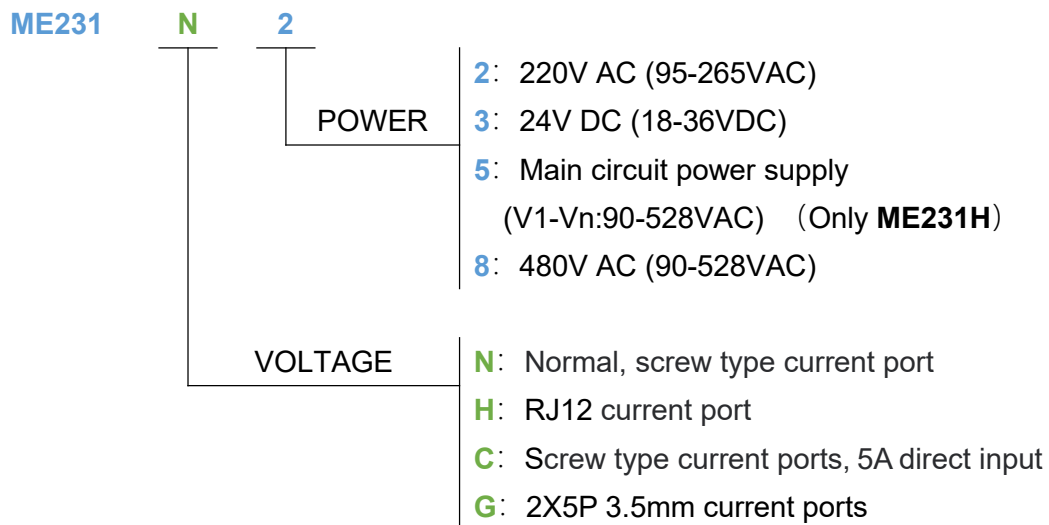 ME231 N 2
2：220V AC (95-265VAC)
POWER 3：24V DC (18-36VDC)
5：Main circuit power supply
(V1-Vn:90-528VAC) （Only ME231H）
8：480V AC (90-528VAC)
VOLTAGE N：Normal, screw type current port
H：RJ12 current port
C：Screw type current ports, 5A direct input
G：2X5P 3.5mm current ports